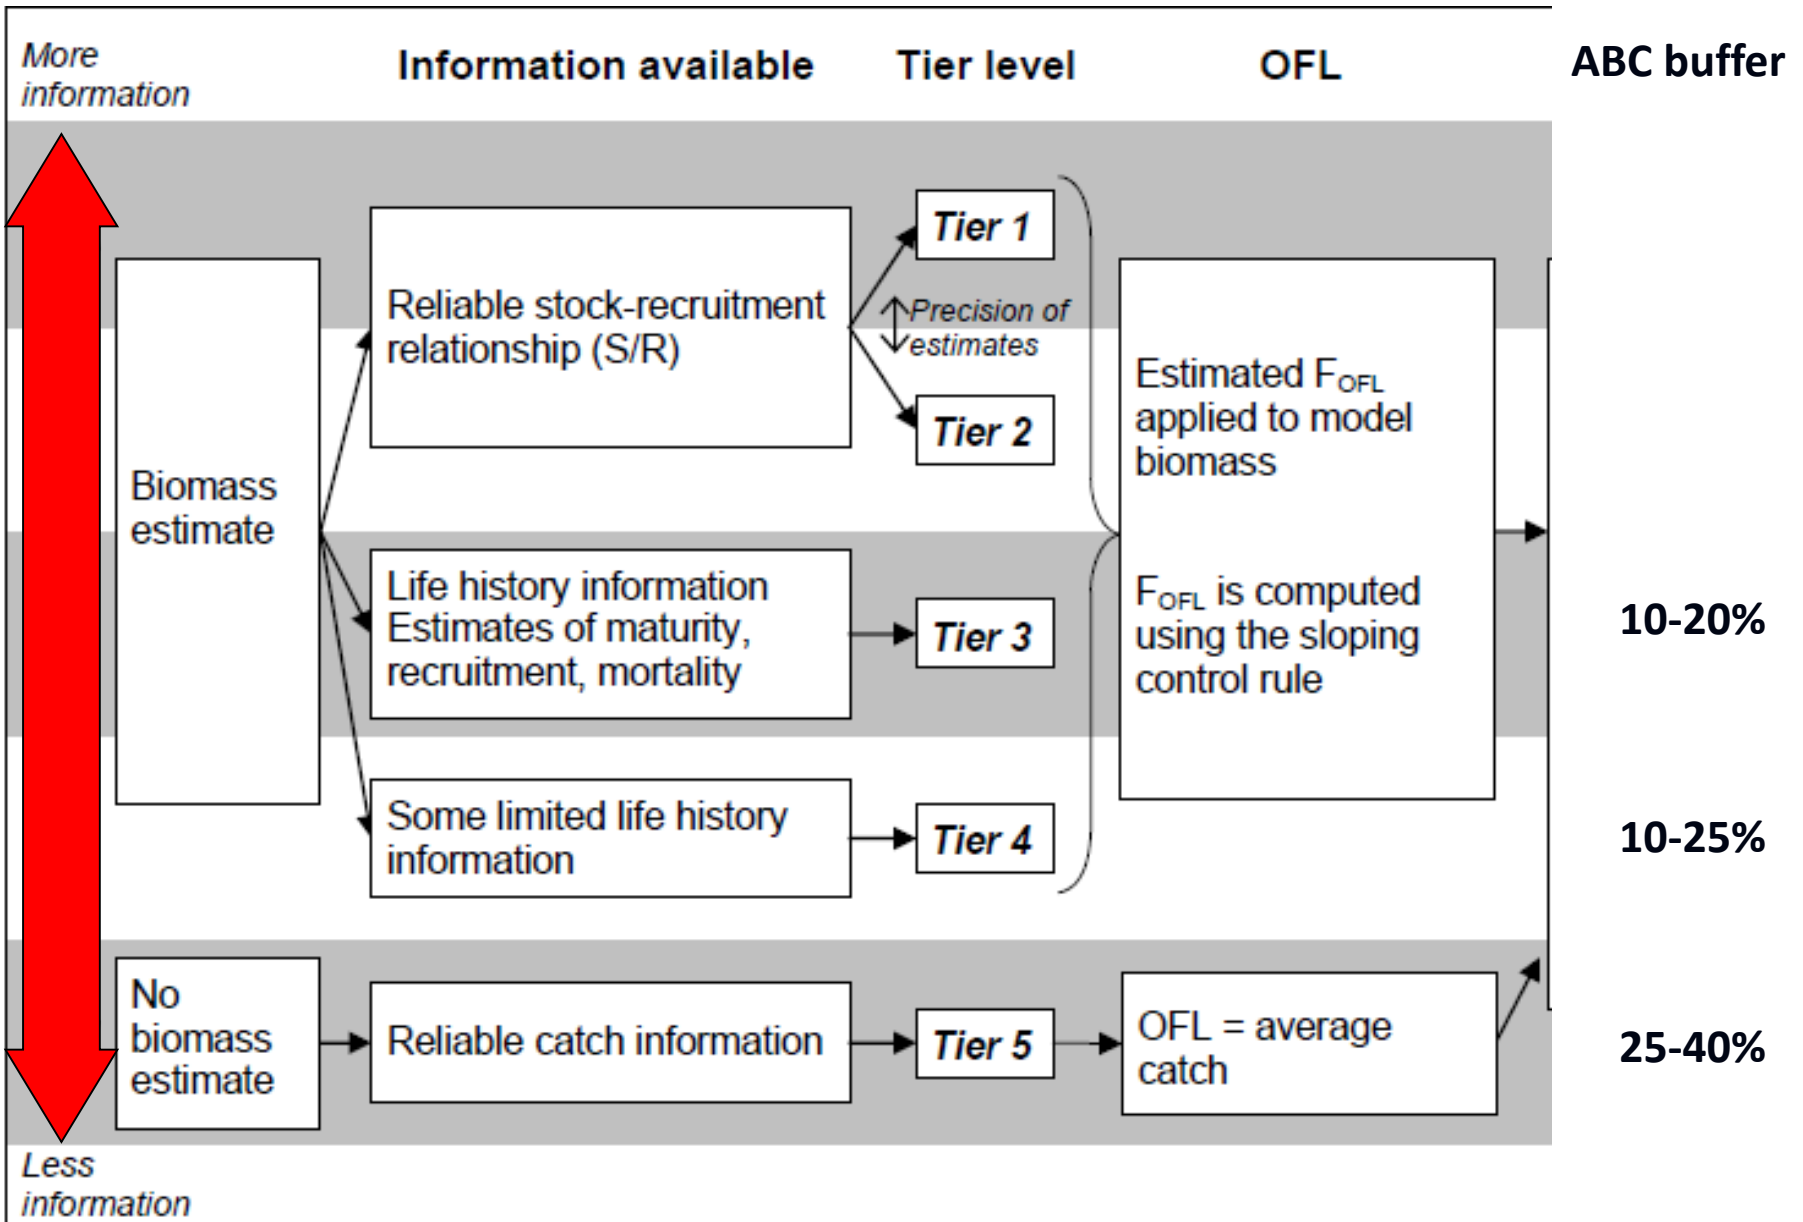 More
information
Information available
Tier level
OFL
ABC buffer
Biomass
estimate
Reliable stock-recruitment
relationship (S/R)
Tier 1
Precision of
estimates
Tier 2
Life history information
Estimates of maturity,
recruitment, mortality
Tier 3
Some limited life history
information
Tier 4
Estimated FOFL
applied to model
biomass
FOFL is computed
using the sloping
control rule
10-20%
10-25%
No
biomass
estimate
Reliable catch information
Tier 5
OFL = average
catch
25-40%
Less
information